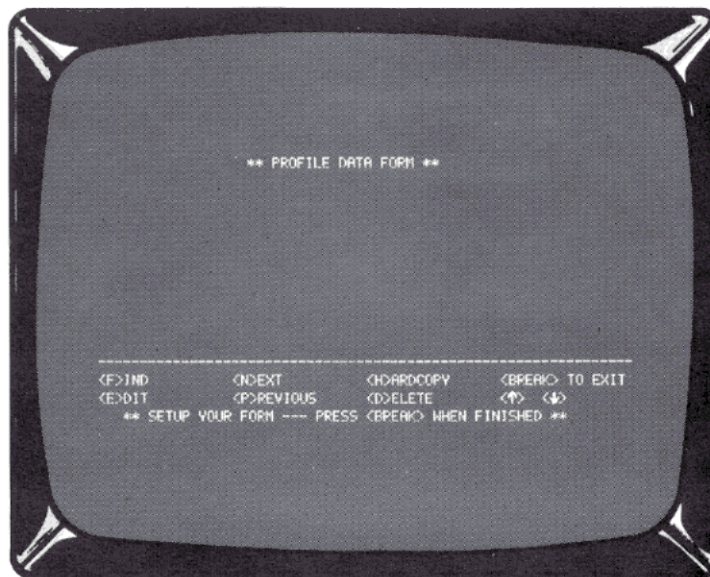 ** PROFILE DATA FORM **
--------------------------------------------------------------------
<F>IND <N>EXT <H>ARDCOPY <BREAK> TO EXIT
<E>DIT <P>REVIOUS <D>ELETE <↑> <↓>
** SETUP YOUR FORM --- PRESS <BREAK> WHEN FINISHED **